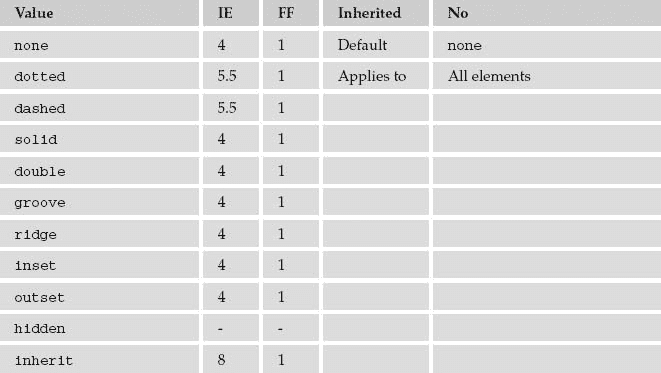 Value IE FF Inherited No
none 4 1 Default none
dotted 5.5 1 Applies to All elements
dashed 5.5 1
solid 4 1
double 4 1
groove 4 1
ridge 4 1
inset 4 1
outset 4 1
hidden - -
inherit 8 1